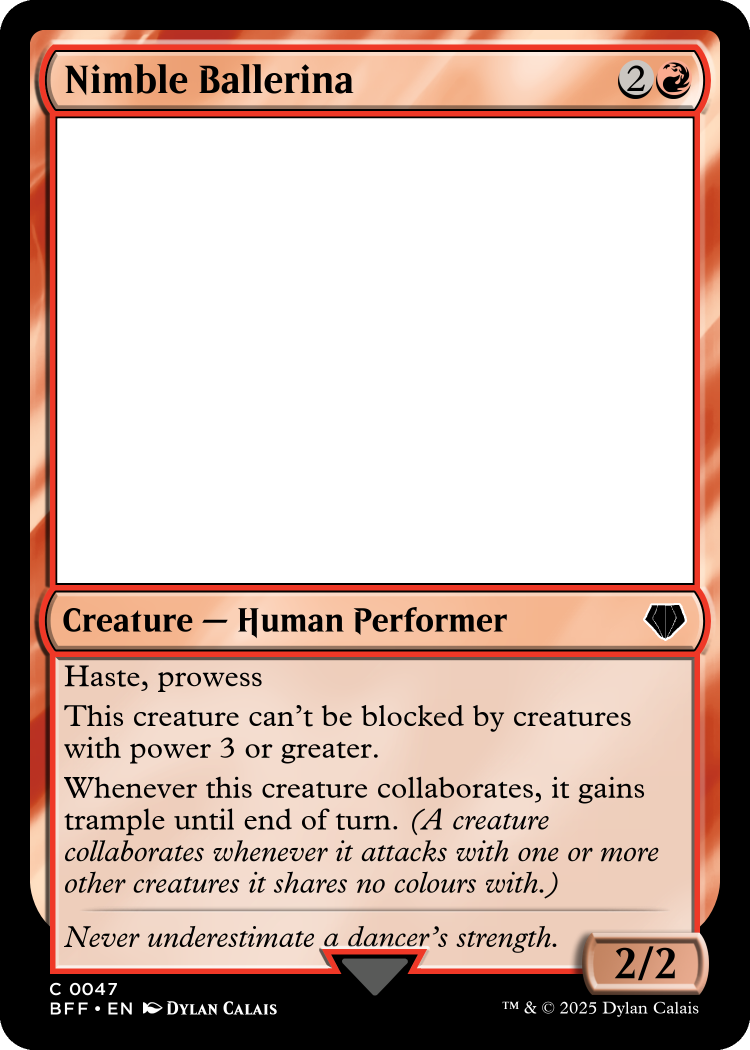 Nimble Ballerina 2
Creature — Human Performer
Haste, prowess
This creature can't be blocked by creatures
with power 3 or greater.
Whenever this creature collaborates, it gains
trample until end of turn. (A creature
collaborates whenever it attacks with one or more
other creatures it shares no colours with.)
Never underestimate a dancer's strength.
2/2
C 0047
BFF • EN DYLAN CALAIS
™ & © 2025 Dylan Calais